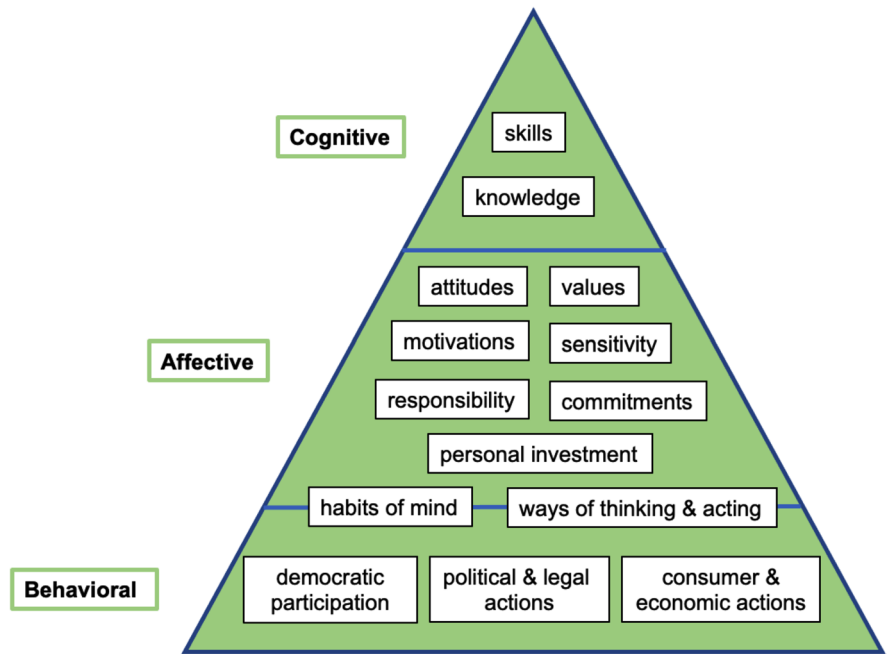 Cognitive
skills
knowledge
Affective
attitudes
values
motivations
sensitivity
responsibility
commitments
personal investment
habits of mind
ways of thinking & acting
Behavioral
democratic
participation
political & legal
actions
consumer &
economic actions